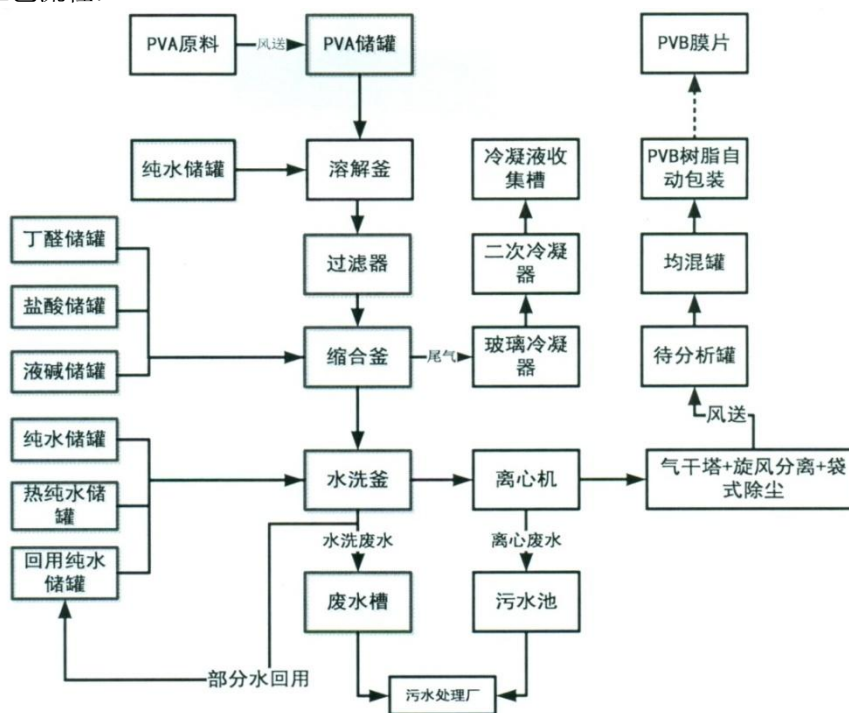 PVA原料
风送
PVA储罐
PVB膜片
纯水储罐
溶解釜
冷凝液收
集槽
PVB树脂自
动包装
丁醛储罐
过滤器
二次冷凝
器
均混罐
盐酸储罐
液碱储罐
缩合釜
尾气
玻璃冷凝
器
待分析罐
风送
纯水储罐
水洗釜
离心机
气干塔+旋风分离+袋
式除尘
热纯水储
罐
水洗废水
离心废水
回用纯水
储罐
废水槽
污水池
部分水回用
污水处理厂